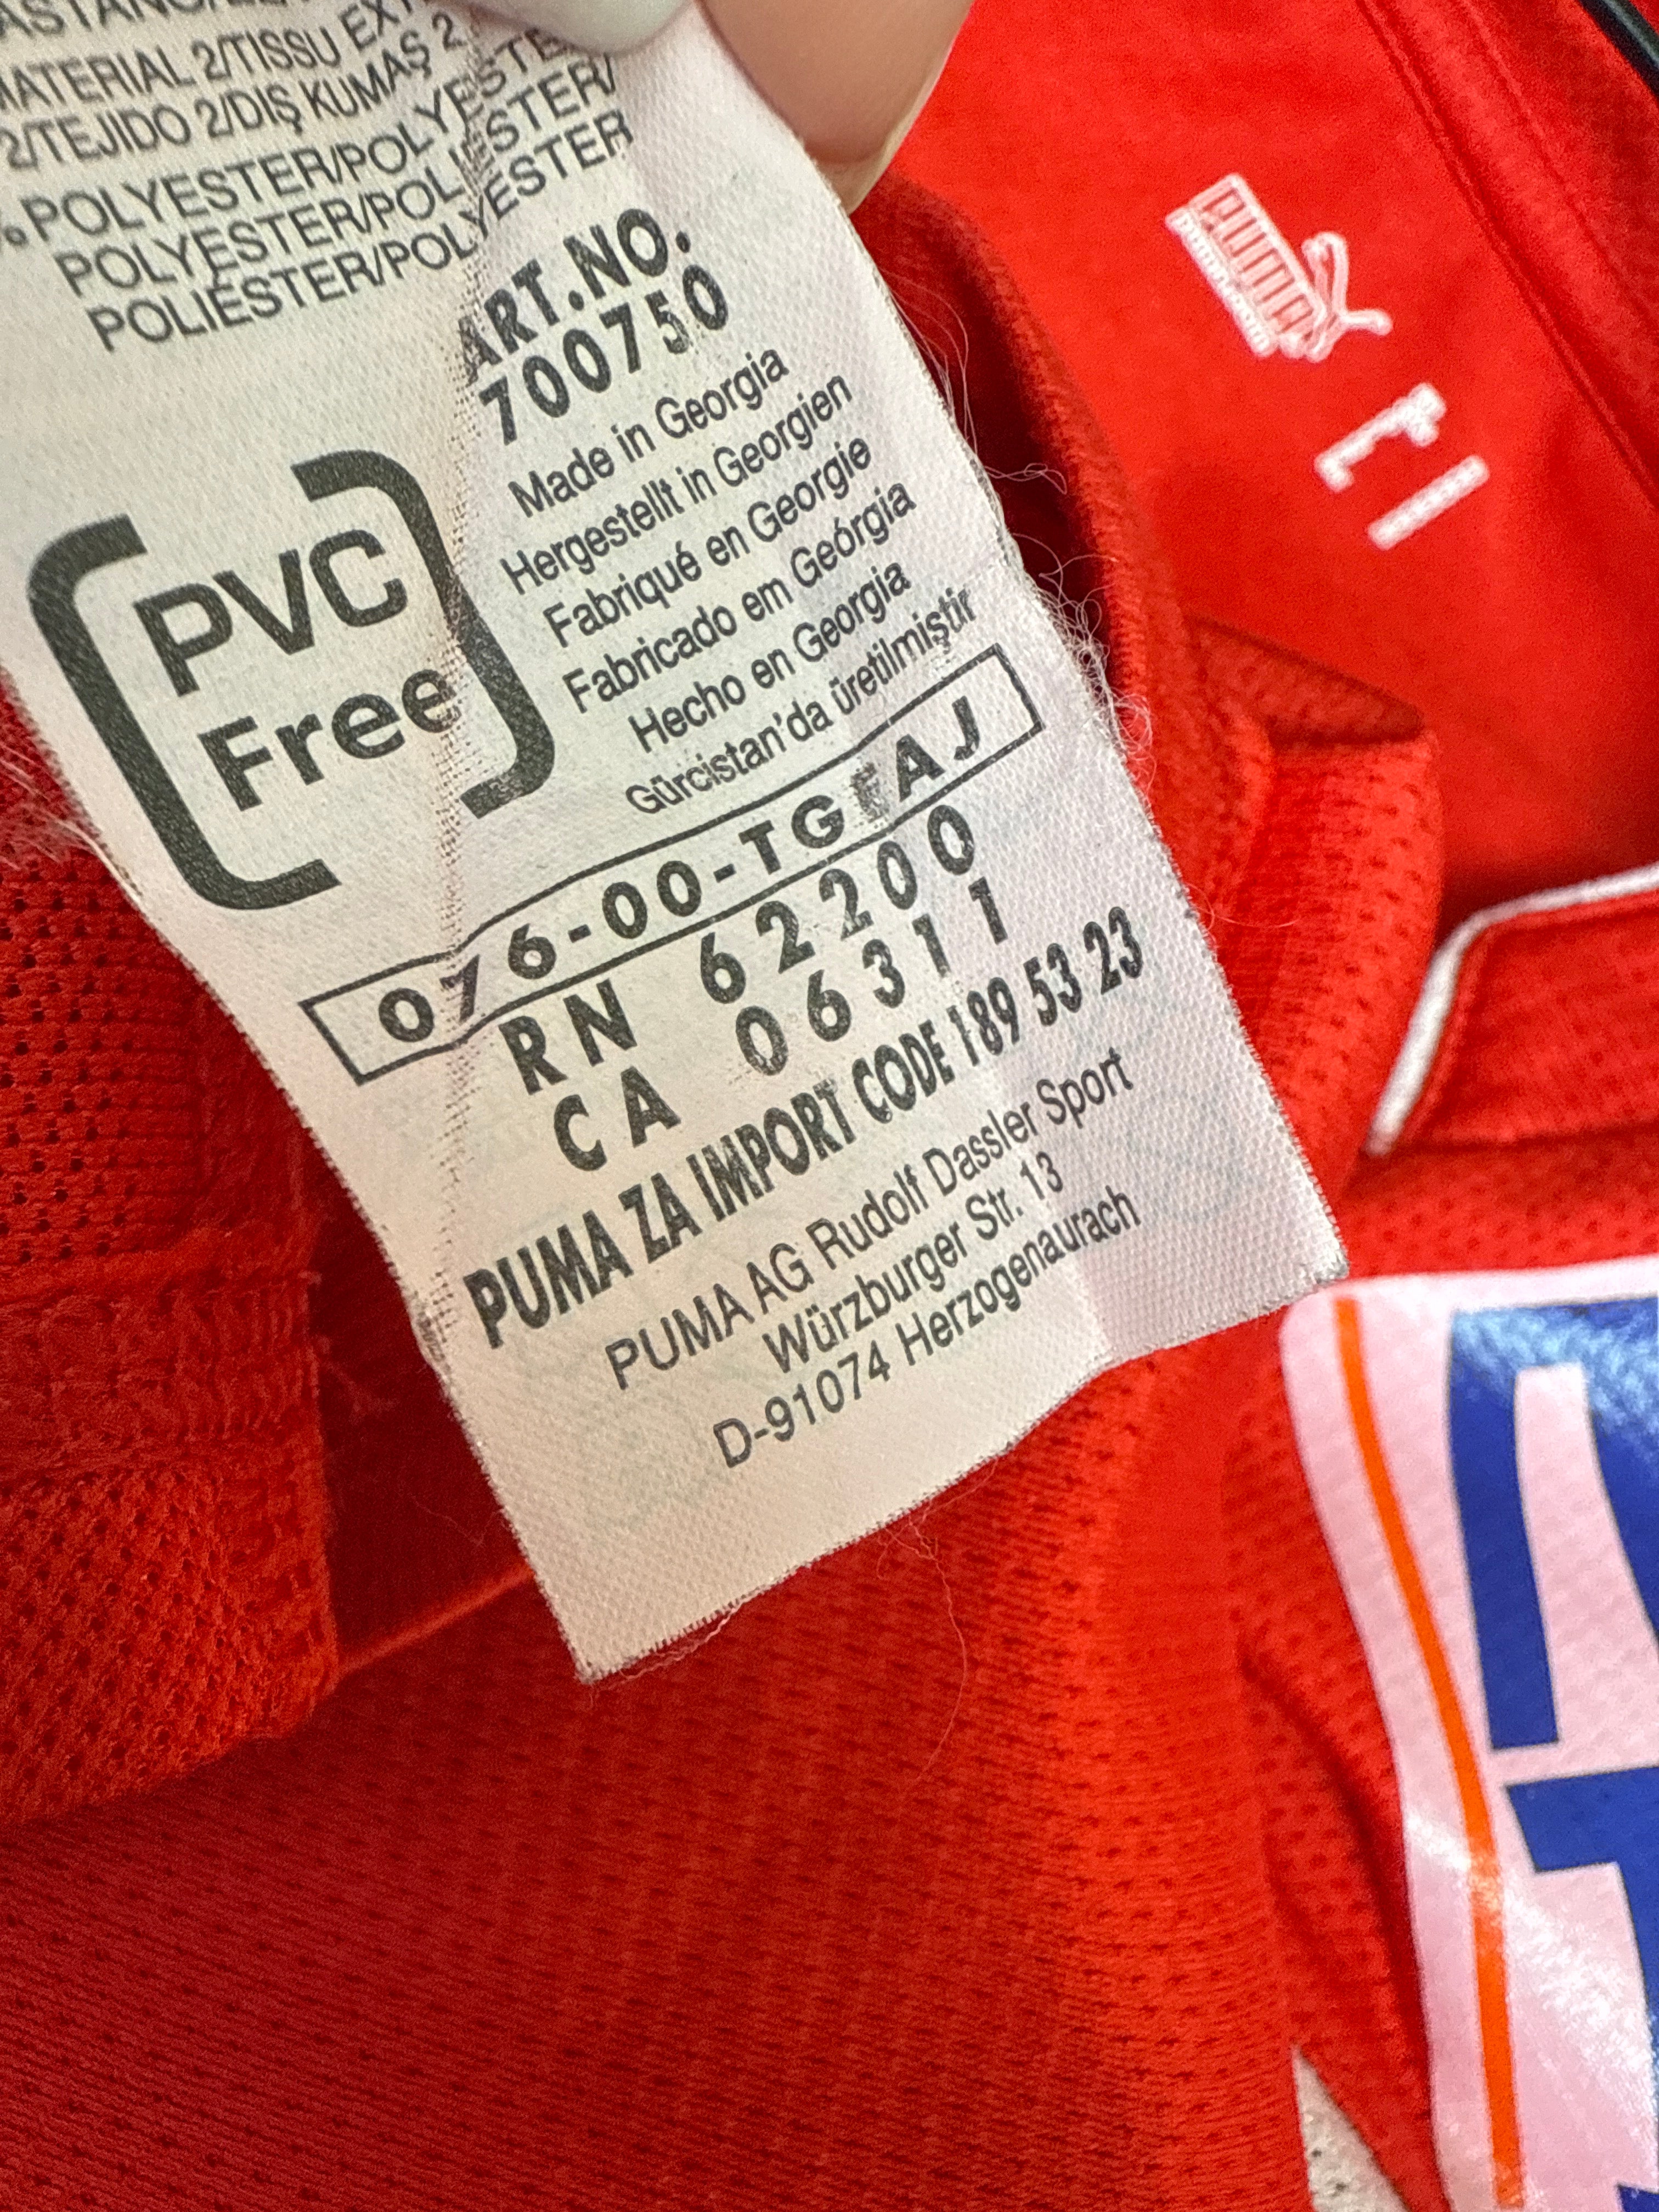 MATERIAL 2/TISSU
2/TEJIDO 2/DIŞ KUMAŞ 2
POLYESTER/POLYESTER
POLYESTER/POLIESTER/
POLIÉSTER/POLYESTER
ART.NO.
700750
Made in Georgia
Hergestellt in Georgien
Fabriqué en Georgie
Fabricado em Geórgia
Hecho en Georgia
Gürcistan'da üretilmiştir
PVC
Free
076-00-TG AJ
RN 62200
CA 06311
PUMA ZA IMPORT CODE 189 53 23
PUMA AG Rudolf Dassler Sport
Würzburger Str. 13
D-91074 Herzogenaurach
PUMA